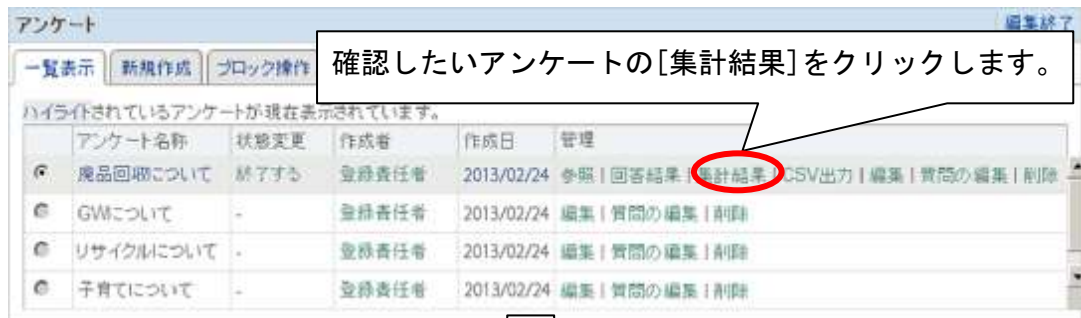 アンケート 編集終了
一覧表示 新規作成 ブロック操作
確認したいアンケートの[集計結果]をクリックします。
ハイライトされているアンケートが現在表示されています。
アンケート名称 状態変更 作成者 作成日 管理
廃品回収について 終了する 登録責任者 2013/02/24 参照 | 回答結果 | 集計結果 | CSV出力 | 編集 | 質問の編集 | 削除
GWについて - 登録責任者 2013/02/24 編集 | 質問の編集 | 削除
リサイクルについて - 登録責任者 2013/02/24 編集 | 質問の編集 | 削除
子育てについて - 登録責任者 2013/02/24 編集 | 質問の編集 | 削除